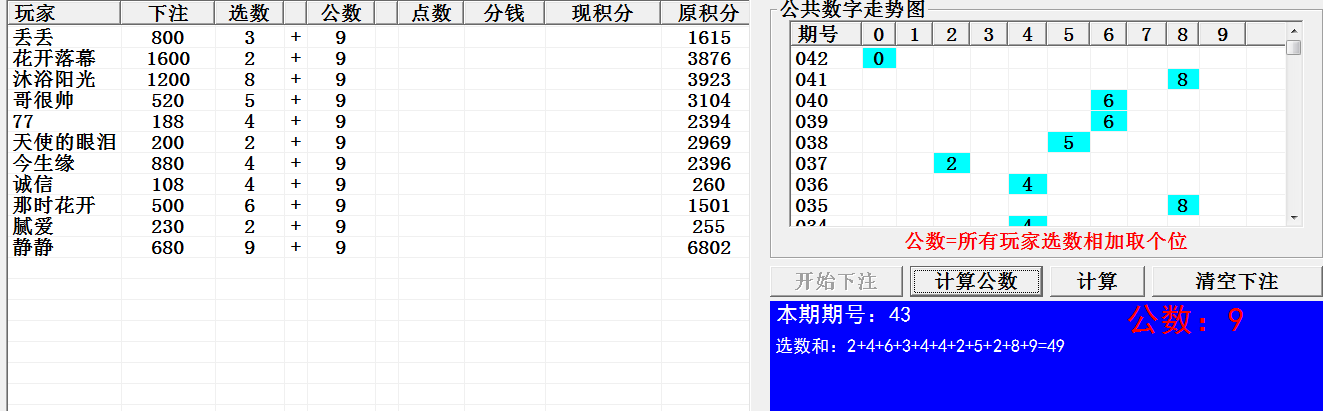 玩家 下注 选数 公数 点数 分钱 现积分 原积分
丢丢 800 3 + 9 1615
花开落幕 1600 2 + 9 3876
沐浴阳光 1200 8 + 9 3923
哥很帅 520 5 + 9 3104
77 188 4 + 9 2394
天使的眼泪 200 2 + 9 2969
今生缘 880 4 + 9 2396
诚信 108 4 + 9 260
那时花开 500 6 + 9 1501
腻爱 230 2 + 9 255
静静 680 9 + 9 6802
公共数字走势图
期号 0 1 2 3 4 5 6 7 8 9
042 0
041 8
040 6
039 6
038 5
037 2
036 4
035 8
034 4
公数=所有玩家选数相加取个位
开始下注 计算公数 计算 清空下注
本期期号：43 公数：9
选数和：2+4+6+3+4+4+2+5+2+8+9=49